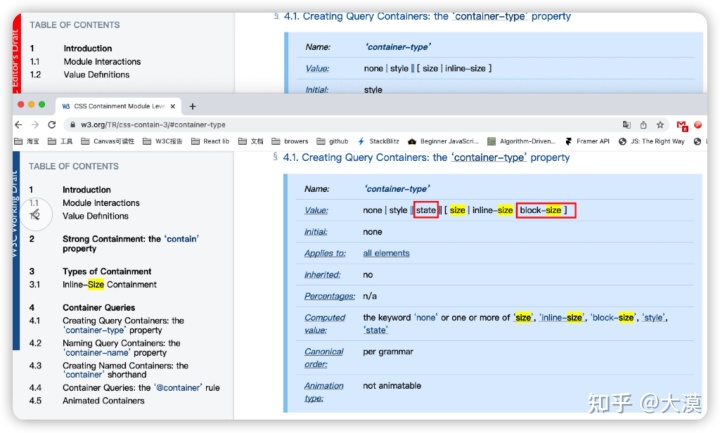 Editor's Draft
TABLE OF CONTENTS
1 Introduction
1.1 Module Interactions
1.2 Value Definitions
§ 4.1. Creating Query Containers: the 'container-type' property
Name: 'container-type'
Value: none | style || [ size | inline-size ]
Initial: style
W3 CSS Containment Module Leve × +
w3.org/TR/css-contain-3/#container-type
淘宝 工具 Canvas可读性 W3C报告 React 文档 browers github StackBlitz Beginner JavaScri... Algorithm-Driven... Framer API JS: The Right Way
W3C Working Draft
TABLE OF CONTENTS
1 Introduction
1.1 Module Interactions
1.2 Value Definitions
2 Strong Containment: the 'contain' property
3 Types of Containment
3.1 Inline-Size Containment
4 Container Queries
4.1 Creating Query Containers: the 'container-type' property
4.2 Naming Query Containers: the 'container-name' property
4.3 Creating Named Containers: the 'container' shorthand
4.4 Container Queries: the '@container' rule
4.5 Animated Containers
§ 4.1. Creating Query Containers: the 'container-type' property
Name: 'container-type'
Value: none | style || state || [ size | inline-size block-size ]
Initial: none
Applies to: all elements
Inherited: no
Percentages: n/a
Computed value: the keyword 'none' or one or more of 'size', 'inline-size', 'block-size', 'style', 'state'
Canonical order: per grammar
Animation type: not animatable
知乎 @大漠